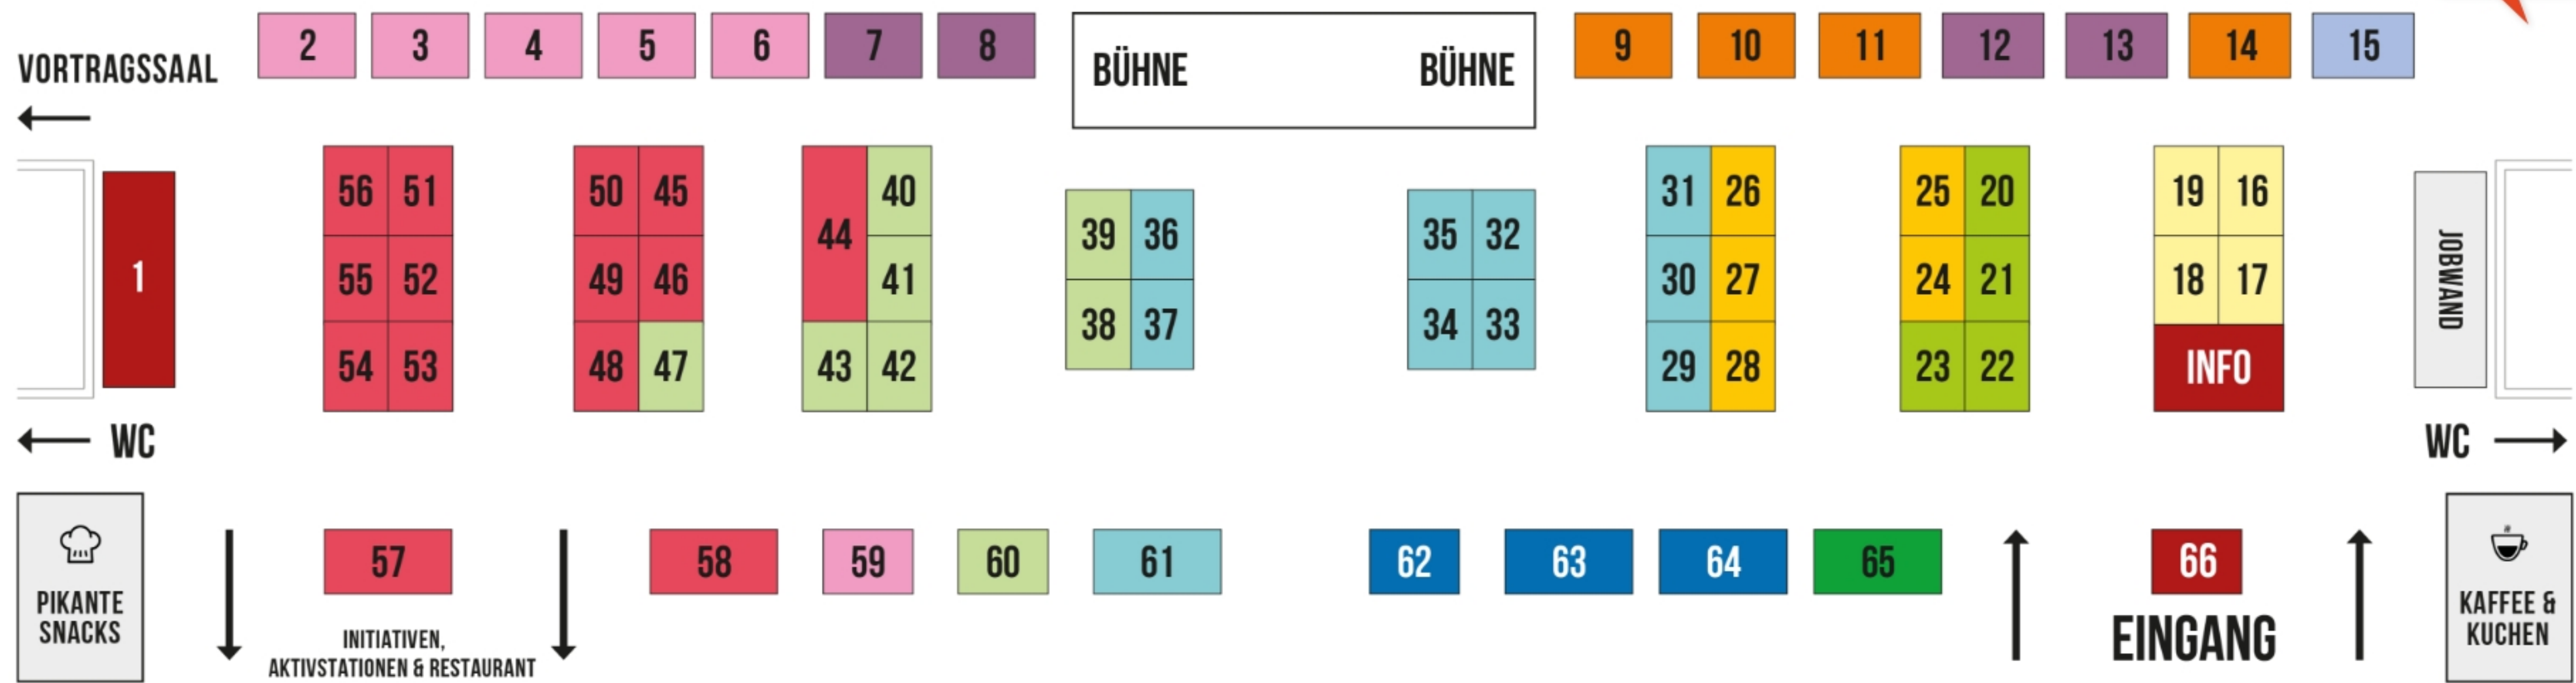 2 3 4 5 6 7 8
BÜHNE BÜHNE
9 10 11 12 13 14 15
VORTRAGSSAAL
1
56 51
55 52
54 53
50 45
49 46
48 47
44 40
41
43 42
39 36
38 37
35 32
34 33
31 26
30 27
29 28
25 20
24 21
23 22
19 16
18 17
INFO
JOBWAND
WC
WC
PIKANTE
SNACKS
57 58 59 60 61 62 63 64 65 66
INITIATIVEN,
AKTIVSTATIONEN & RESTAURANT
EINGANG
KAFFEE &
KUCHEN